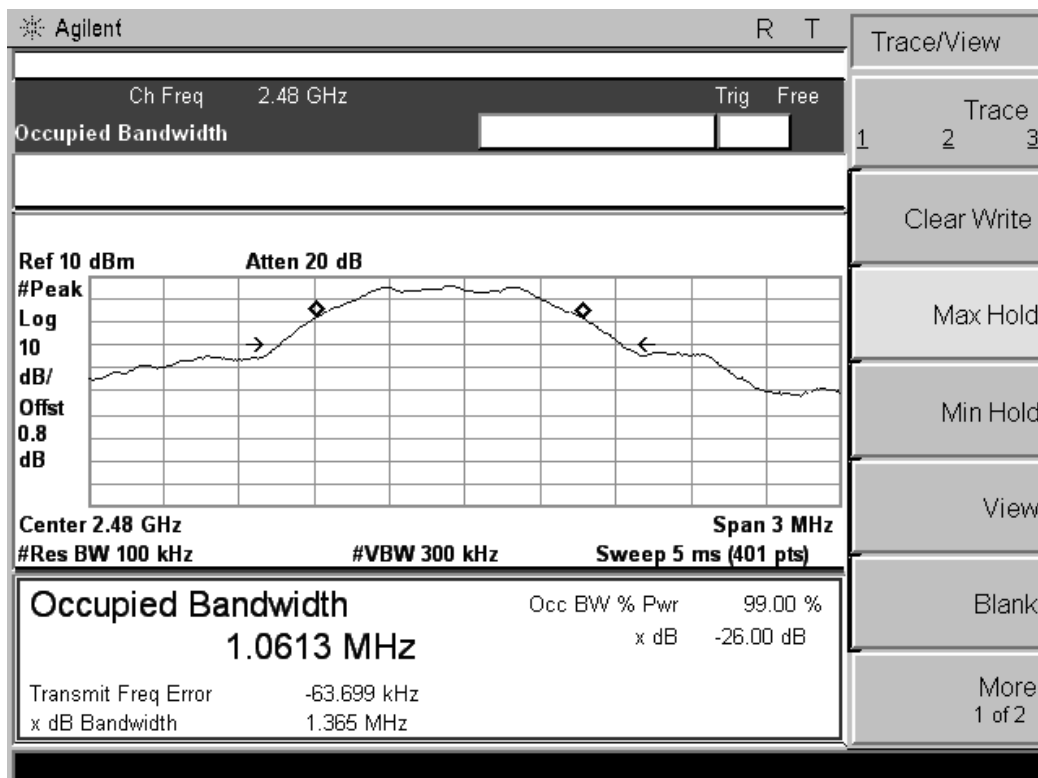 Agilent R T
Ch Freq 2.48 GHz Trig Free
Occupied Bandwidth
Ref 10 dBm Atten 20 dB
#Peak
Log
10
dB/
Offst
0.8
dB
Center 2.48 GHz Span 3 MHz
#Res BW 100 kHz #VBW 300 kHz Sweep 5 ms (401 pts)
Occupied Bandwidth Occ BW % Pwr 99.00 %
1.0613 MHz x dB -26.00 dB
Transmit Freq Error -63.699 kHz
x dB Bandwidth 1.365 MHz
Trace/View
Trace
1 2 3
Clear Write
Max Hold
Min Hold
View
Blank
More
1 of 2